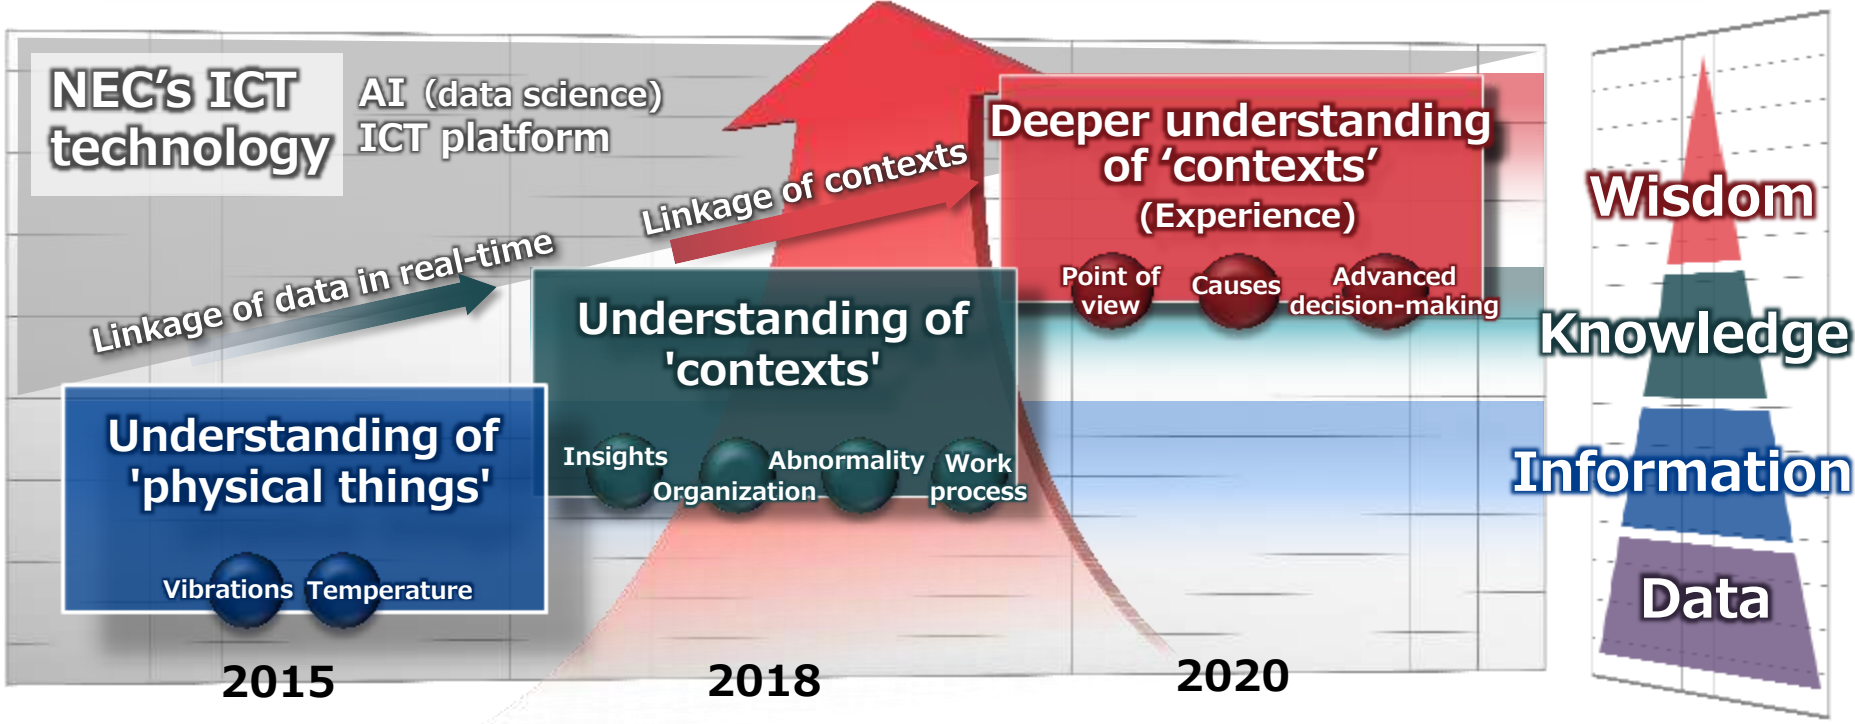 NEC’s ICT
technology
AI (data science)
ICT platform
Linkage of data in real-time
Linkage of contexts
Understanding of
'physical things'
Vibrations
Temperature
Understanding of
'contexts'
Insights
Organization
Abnormality
Work
process
Deeper understanding
of ‘contexts’
(Experience)
Point of
view
Causes
Advanced
decision-making
2015
2018
2020
Wisdom
Knowledge
Information
Data